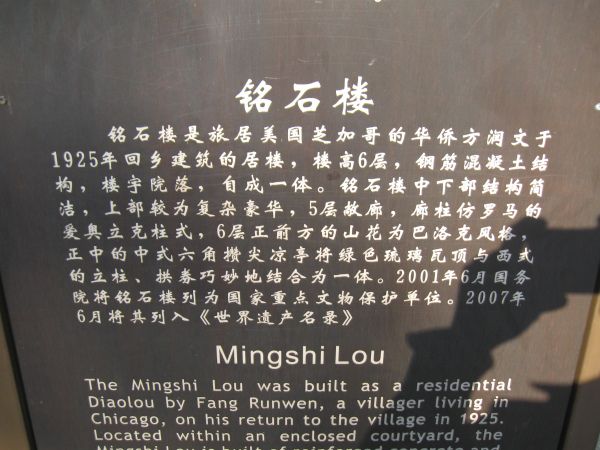 铭石楼
铭石楼是旅居美国芝加哥的华侨方润文于
1925年回乡建筑的居楼，楼高6层，钢筋混凝土结
构，楼宇院落，自成一体。铭石楼中下部结构简
洁，上部较为复杂豪华，5层敞廊，廊柱仿罗马的
爱奥立克柱式，6层正前方的山花为巴洛克风格，
正中的中式六角攒尖凉亭将绿色琉璃瓦顶与西式
的立柱、拱券巧妙地结合为一体。2001年6月国务
院将铭石楼列为国家重点文物保护单位。2007年
6月将其列入《世界遗产名录》
Mingshi Lou
The Mingshi Lou was built as a residential
Diaolou by Fang Runwen, a villager living in
Chicago, on his return to the village in 1925.
Located within an enclosed courtyard, the
Mingshi Lou is built of reinforced concrete and